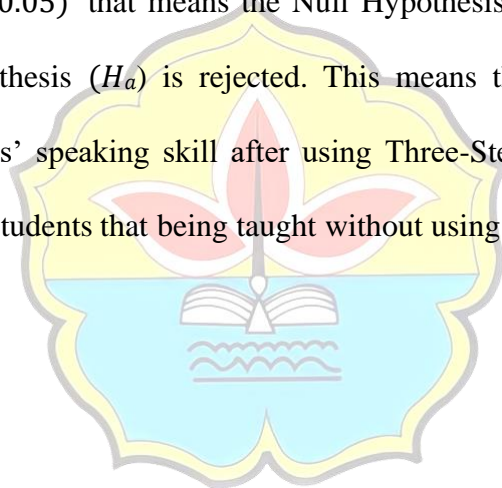 0.05) that means the Null Hypothesis
thesis (Hₐ) is rejected. This means t
s’ speaking skill after using Three-Ste
tudents that being taught without using